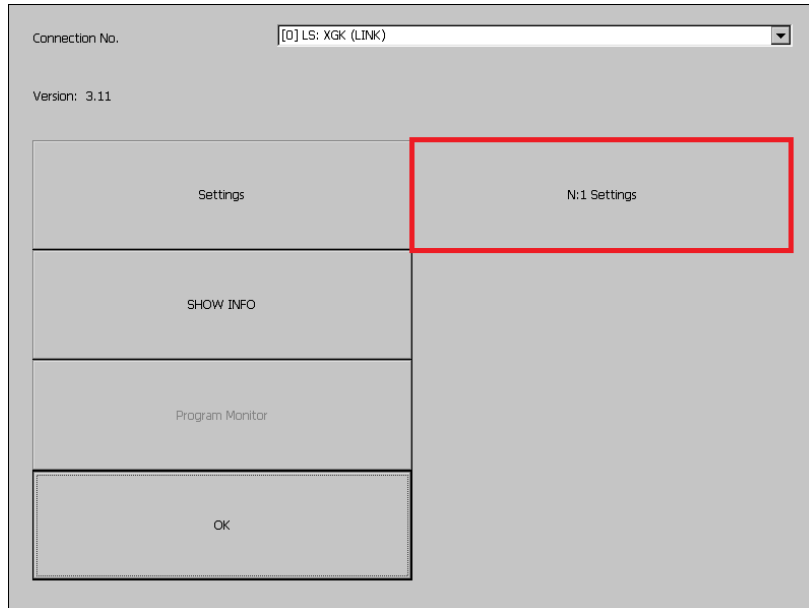 Connection No.
[0] LS: XGK (LINK)
Version: 3.11
Settings
N:1 Settings
SHOW INFO
Program Monitor
OK